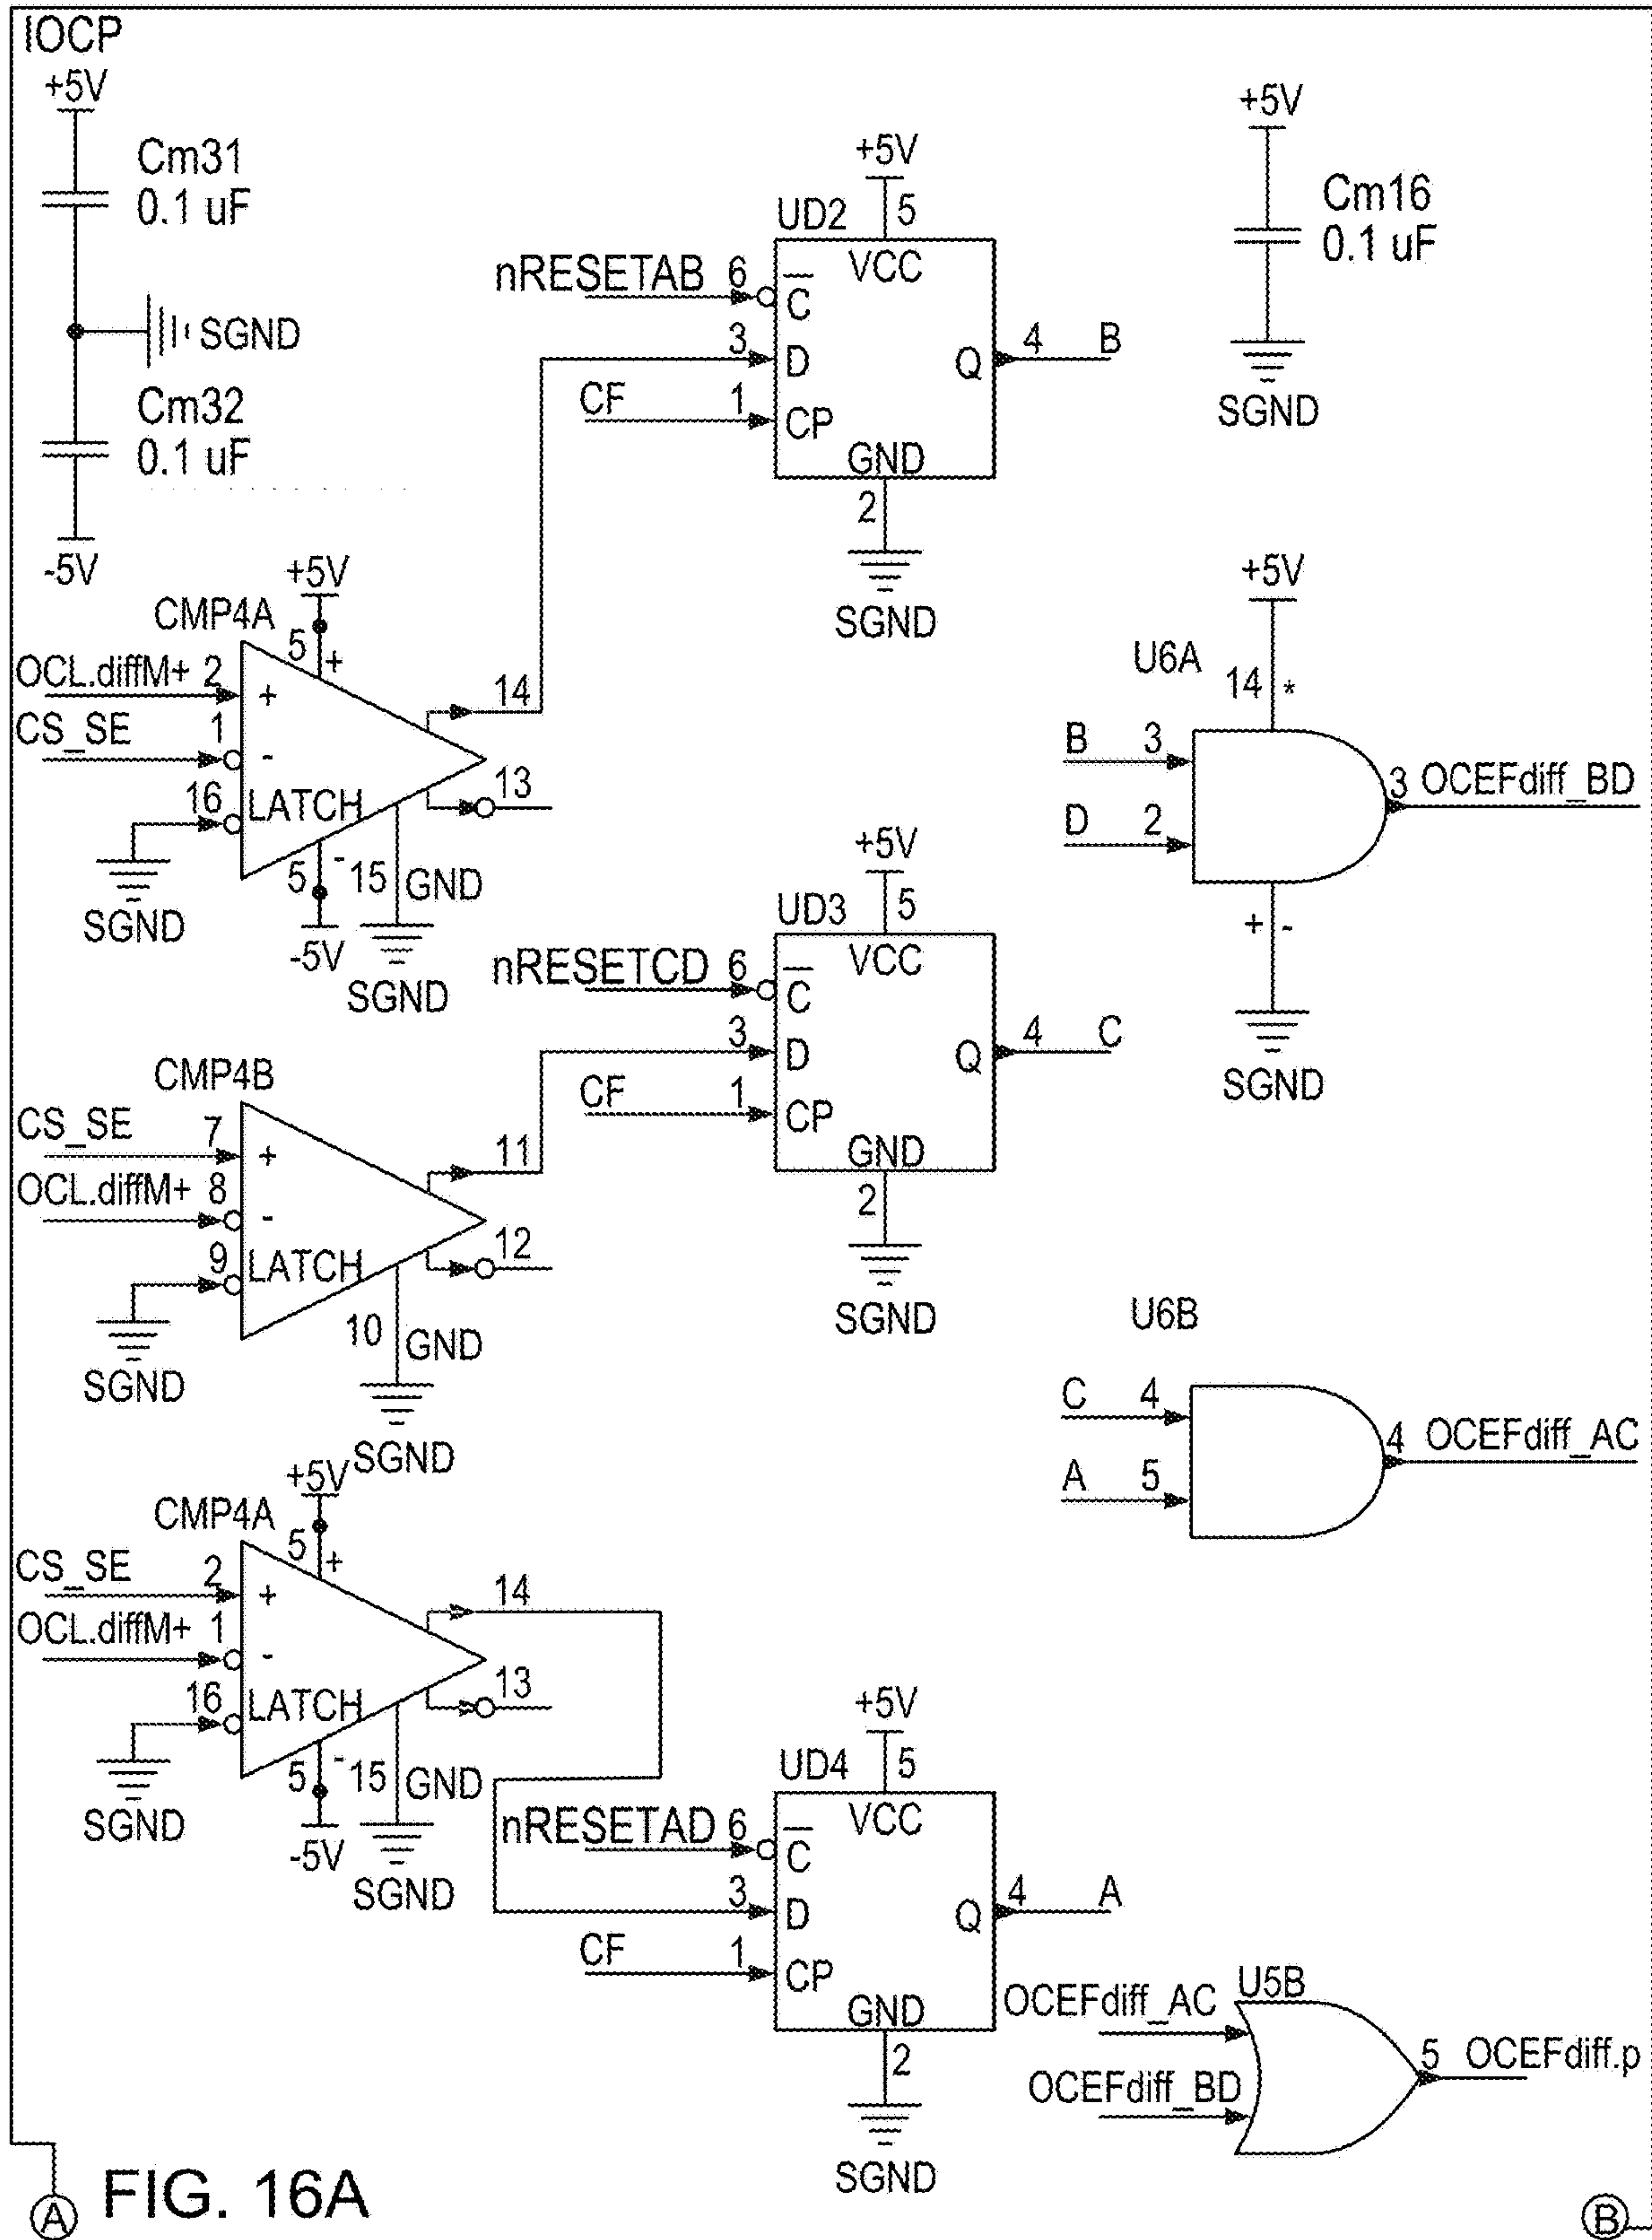 IOCP
+5V
Cm31
0.1 uF
SGND
Cm32
0.1 uF
-5V
+5V
UD2
5
VCC
nRESETAB 6
C
3
D
CF 1
CP
Q
4 B
GND
2
SGND
+5V
Cm16
0.1 uF
SGND
CMP4A
+5V
5
+
OCL.diffM+ 2
+
CS_SE 1
-
16
LATCH
SGND
14
13
5
-
-5V
15
GND
SGND
+5V
U6A
14
*
B 3
D 2
3 OCEFdiff_BD
+ -
SGND
+5V
UD3
5
VCC
nRESETCD 6
C
3
D
CF 1
CP
Q
4 C
GND
2
SGND
CMP4B
CS_SE 7
+
OCL.diffM+ 8
-
9
LATCH
SGND
11
12
10
GND
SGND
U6B
C 4
A 5
4 OCEFdiff_AC
CMP4A
+5V
5
+
CS_SE 2
+
OCL.diffM+ 1
-
16
LATCH
SGND
14
13
5
-
-5V
15
GND
SGND
+5V
UD4
5
VCC
nRESETAD 6
C
3
D
CF 1
CP
Q
4 A
GND
2
SGND
U5B
OCEFdiff_AC
OCEFdiff_BD
5 OCEFdiff.p
A
FIG. 16A
B